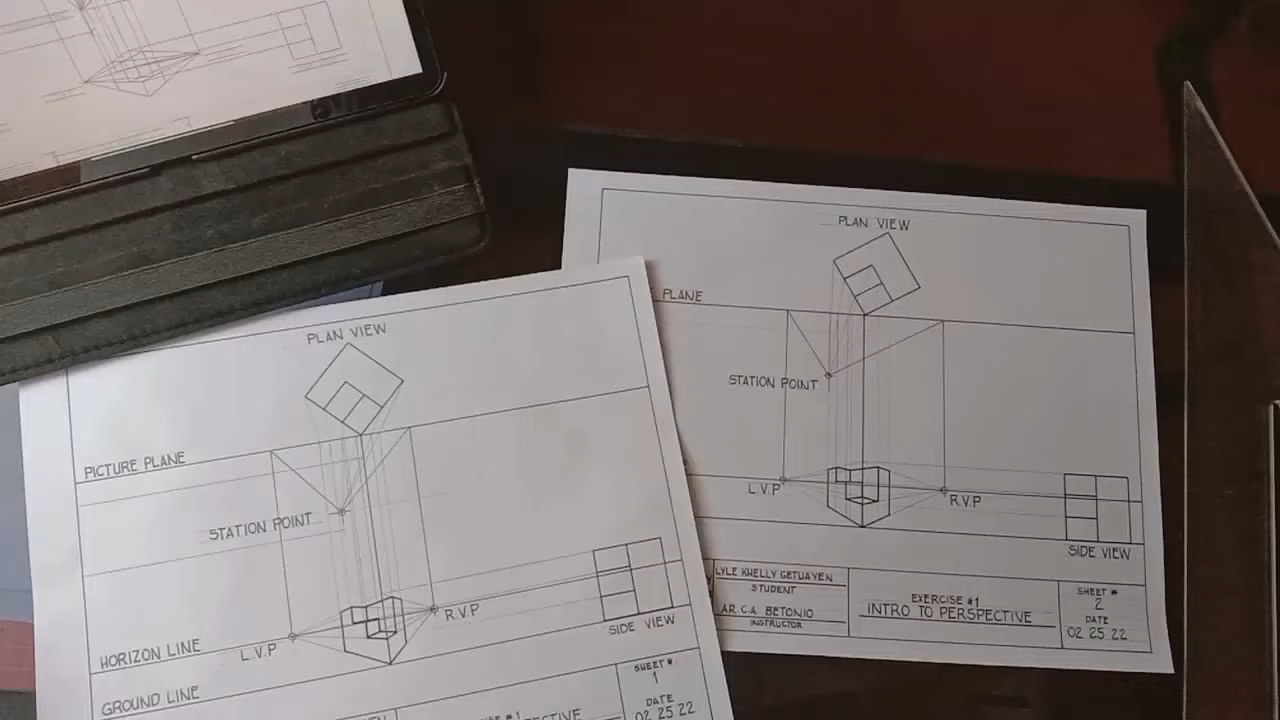 PLAN VIEW
PICTURE PLANE
STATION POINT
R.V.P
SIDE VIEW
HORIZON LINE
L.V.P
GROUND LINE
SHEET #
1
DATE
02 25 22
PLAN VIEW
PLANE
STATION POINT
L.V.P
R.V.P
SIDE VIEW
LYLE KHELLY GETUAYEN
STUDENT
AR. C.A. BETONIO
INSTRUCTOR
EXERCISE #1
INTRO TO PERSPECTIVE
SHEET #
2
DATE
02 25 22